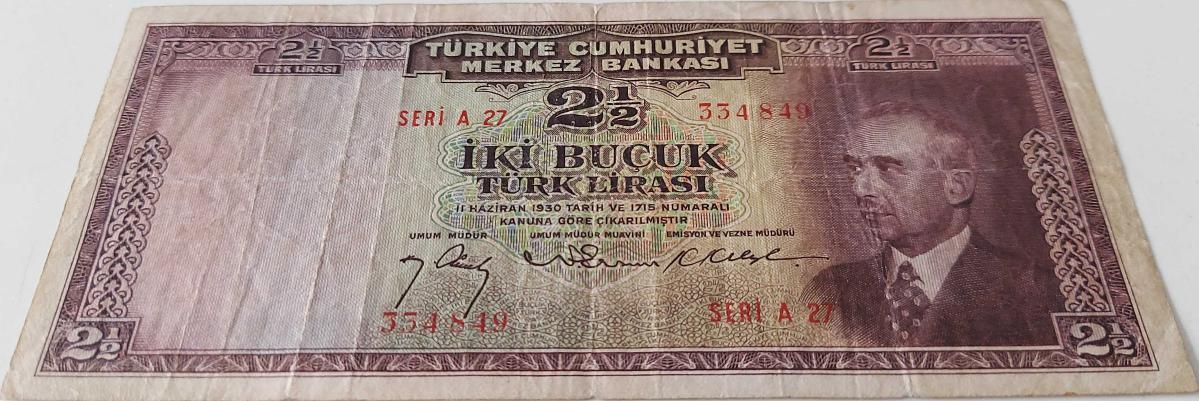 2½ TÜRKİYE CUMHURİYET 2½
TÜRK LİRASI MERKEZ BANKASI TÜRK LİRASI
2½
SERİ A 27 334849
İKİ BUÇUK
TÜRK LİRASI
11 HAZİRAN 1930 TARİH VE 1715 NUMARALI
KANUNA GÖRE ÇIKARILMIŞTIR
UMUM MÜDÜR UMUM MÜDÜR MUAVİNİ EMİSYON VE VEZNE MÜDÜRÜ
334849 SERİ A 27
2½ 2½